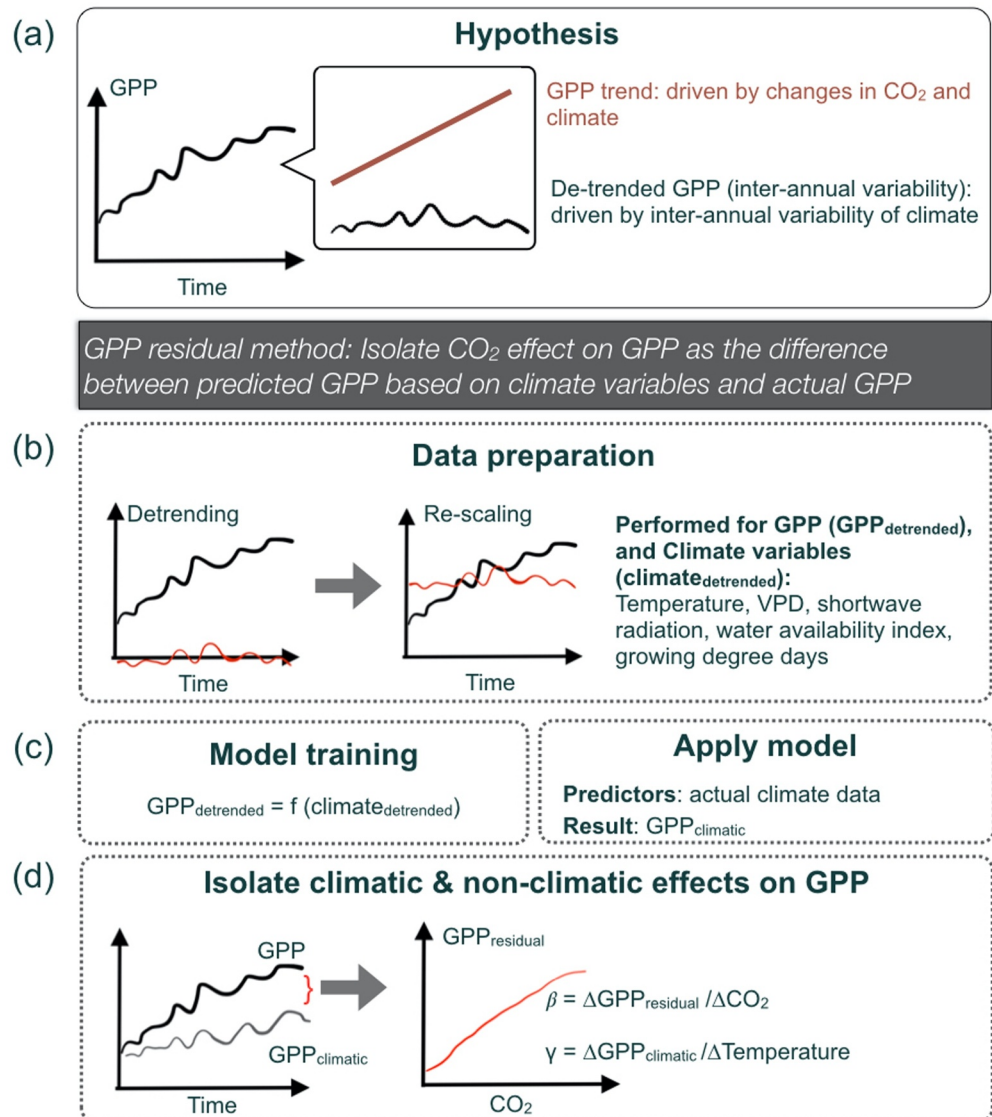 (a)
Hypothesis
GPP
Time
GPP trend: driven by changes in CO₂ and
climate
De-trended GPP (inter-annual variability):
driven by inter-annual variability of climate
GPP residual method: Isolate CO₂ effect on GPP as the difference
between predicted GPP based on climate variables and actual GPP
(b)
Data preparation
Detrending
Time
Re-scaling
Time
Performed for GPP (GPPdetrended),
and Climate variables
(climatedetrended):
Temperature, VPD, shortwave
radiation, water availability index,
growing degree days
(c)
Model training
GPPdetrended = f (climatedetrended)
Apply model
Predictors: actual climate data
Result: GPPclimatic
(d)
Isolate climatic & non-climatic effects on GPP
GPP
GPPclimatic
Time
GPPresidual
β = ΔGPPresidual /ΔCO₂
γ = ΔGPPclimatic/ΔTemperature
CO₂